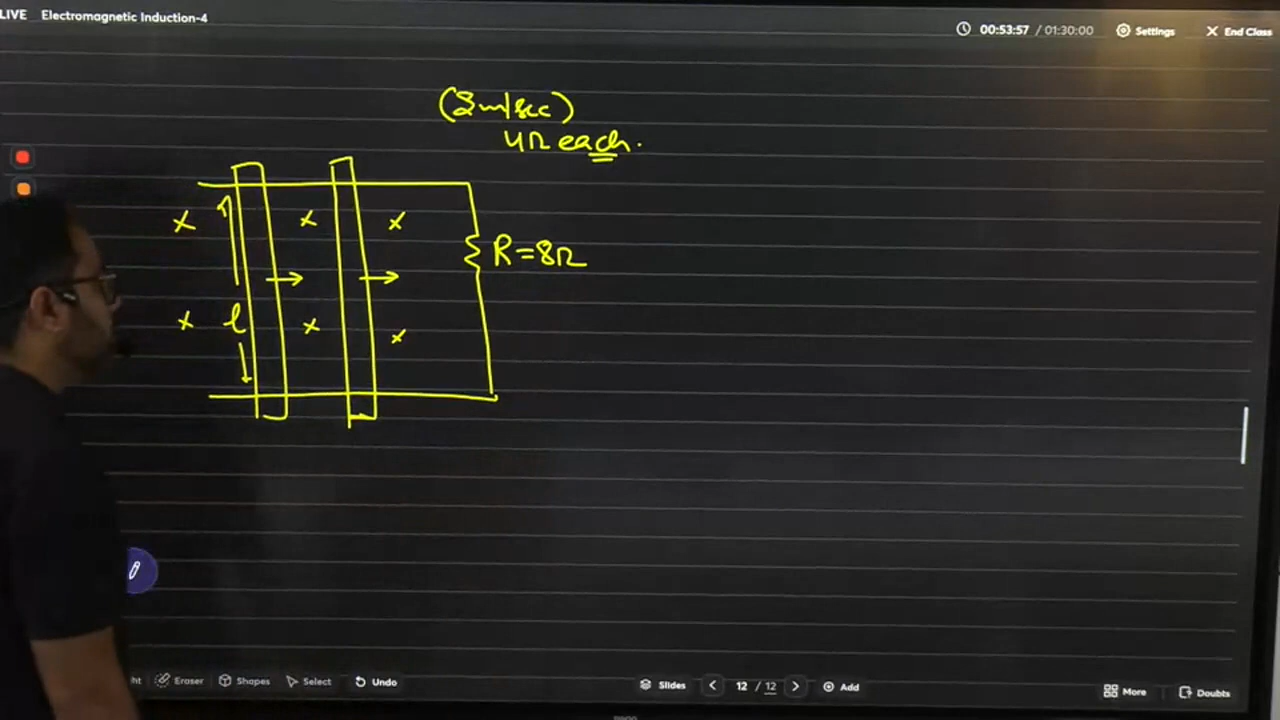 LIVE Electromagnetic Induction-4
00:53:57 / 01:30:00 Settings End Class
(2m/sec)
4Ω each.
x x x
R=8Ω
x l x x
ht Eraser Shapes Select Undo Slides 12 / 12 Add More Doubts